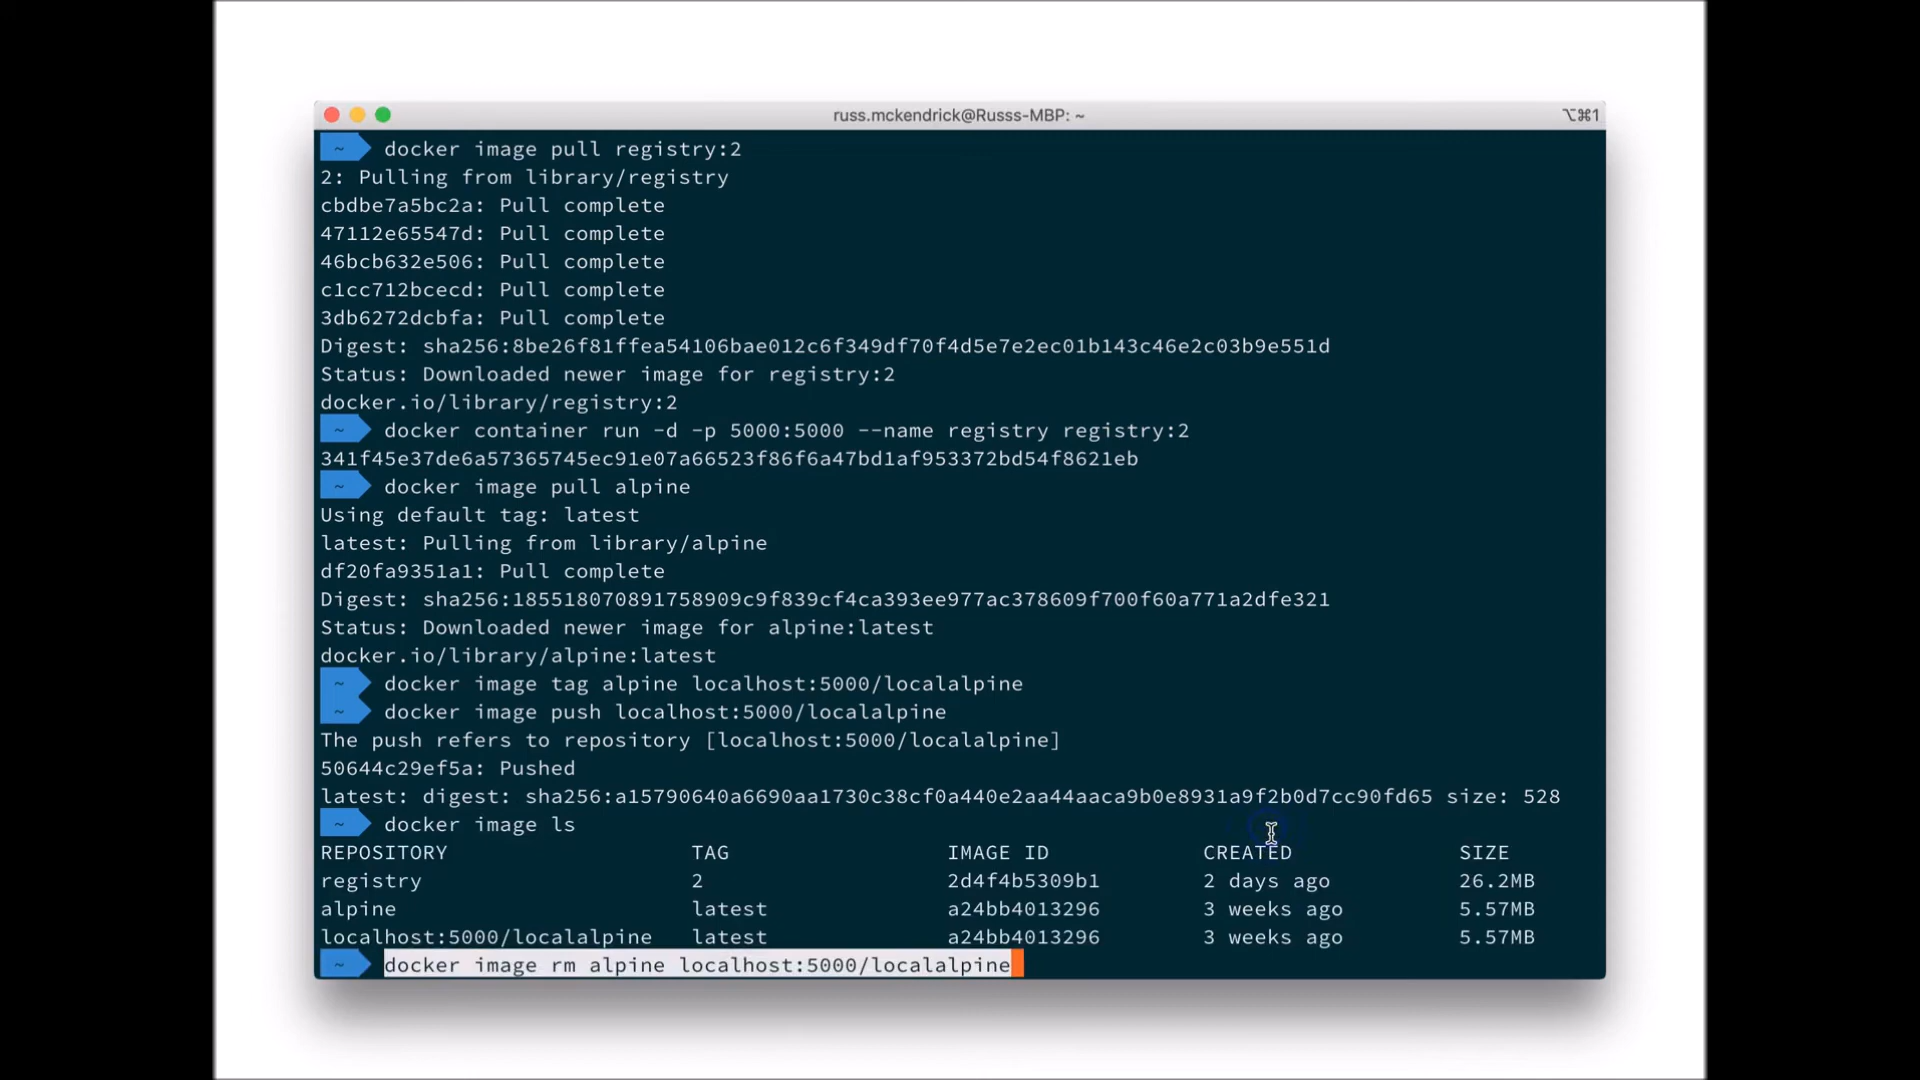 russ.mckendrick@Russs-MBP: ~ ⌥⌘1
~ docker image pull registry:2
2: Pulling from library/registry
cbdbe7a5bc2a: Pull complete
47112e65547d: Pull complete
46bcb632e506: Pull complete
c1cc712bcecd: Pull complete
3db6272dcbfa: Pull complete
Digest: sha256:8be26f81ffea54106bae012c6f349df70f4d5e7e2ec01b143c46e2c03b9e551d
Status: Downloaded newer image for registry:2
docker.io/library/registry:2
~ docker container run -d -p 5000:5000 --name registry registry:2
341f45e37de6a57365745ec91e07a66523f86f6a47bd1af953372bd54f8621eb
~ docker image pull alpine
Using default tag: latest
latest: Pulling from library/alpine
df20fa9351a1: Pull complete
Digest: sha256:185518070891758909c9f839cf4ca393ee977ac378609f700f60a771a2dfe321
Status: Downloaded newer image for alpine:latest
docker.io/library/alpine:latest
~ docker image tag alpine localhost:5000/localalpine
~ docker image push localhost:5000/localalpine
The push refers to repository [localhost:5000/localalpine]
50644c29ef5a: Pushed
latest: digest: sha256:a15790640a6690aa1730c38cf0a440e2aa44aaca9b0e8931a9f2b0d7cc90fd65 size: 528
~ docker image ls
REPOSITORY TAG IMAGE ID CREATED SIZE
registry 2 2d4f4b5309b1 2 days ago 26.2MB
alpine latest a24bb4013296 3 weeks ago 5.57MB
localhost:5000/localalpine latest a24bb4013296 3 weeks ago 5.57MB
~ docker image rm alpine localhost:5000/localalpine